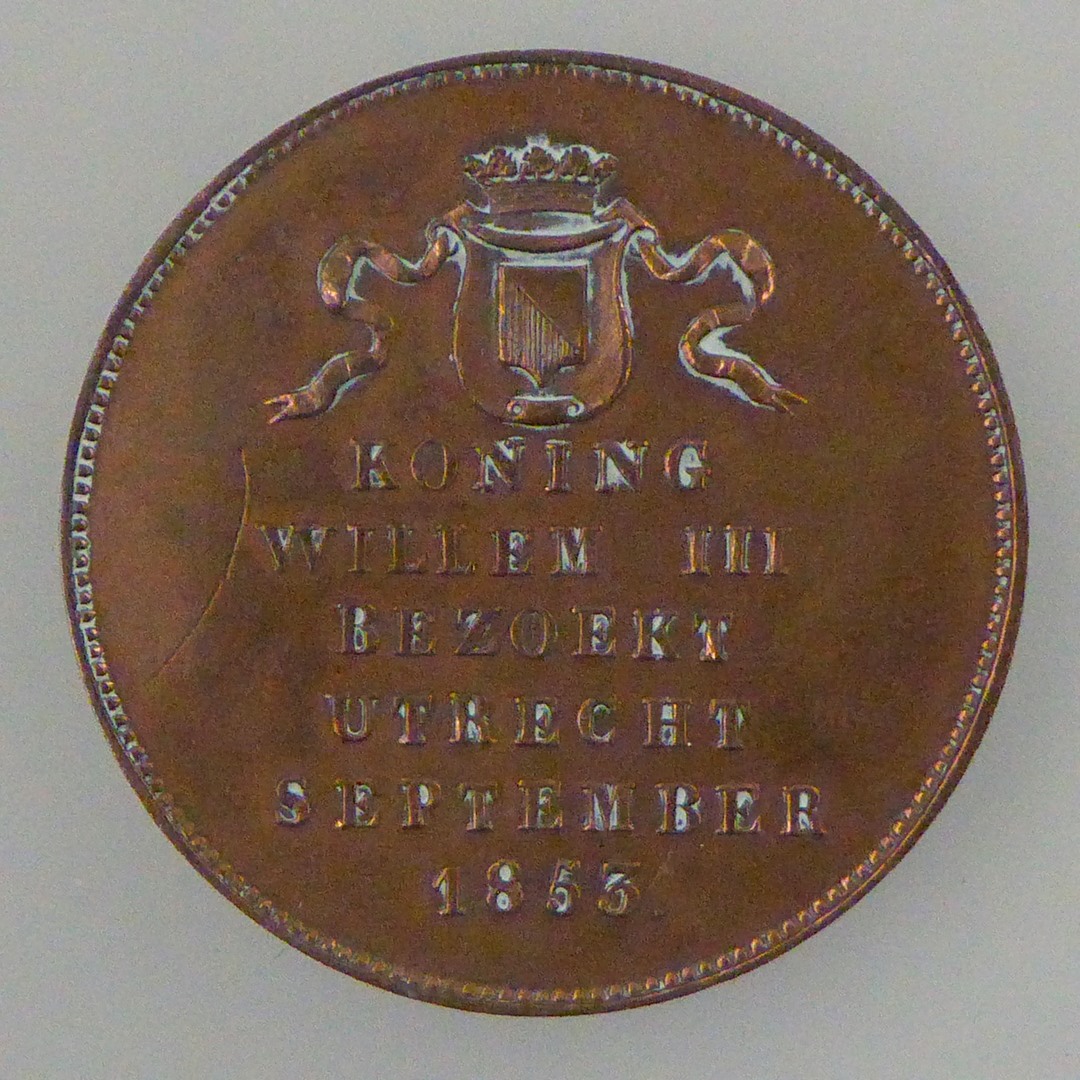 KONING
WILLEM III
BEZOEKT
UTRECHT
SEPTEMBER
1853.